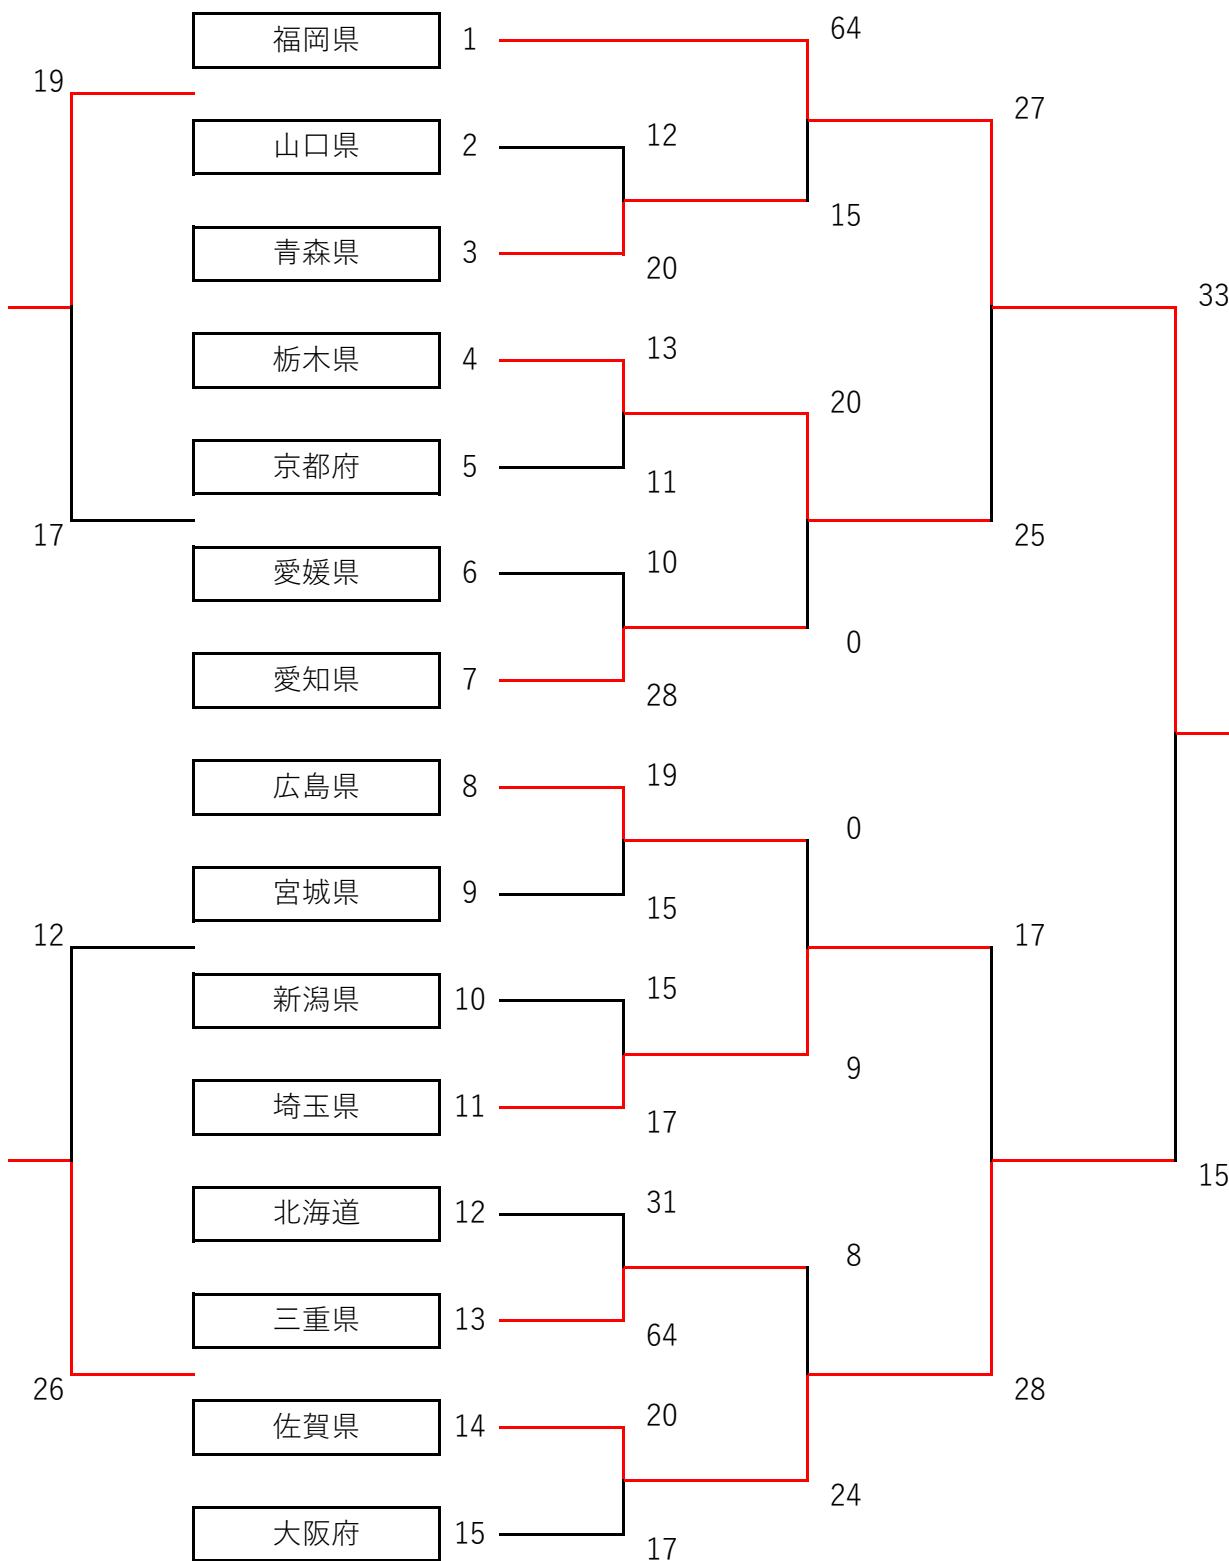 福岡県 1 64
19 27
山口県 2 12
15
青森県 3 20
33
栃木県 4 13
20
京都府 5 11
17 25
愛媛県 6 10
0
愛知県 7 28
広島県 8 19
0
宮城県 9 15
12 17
新潟県 10 15
9
埼玉県 11 17
15
北海道 12 31
8
三重県 13 64
26 28
佐賀県 14 20
24
大阪府 15 17